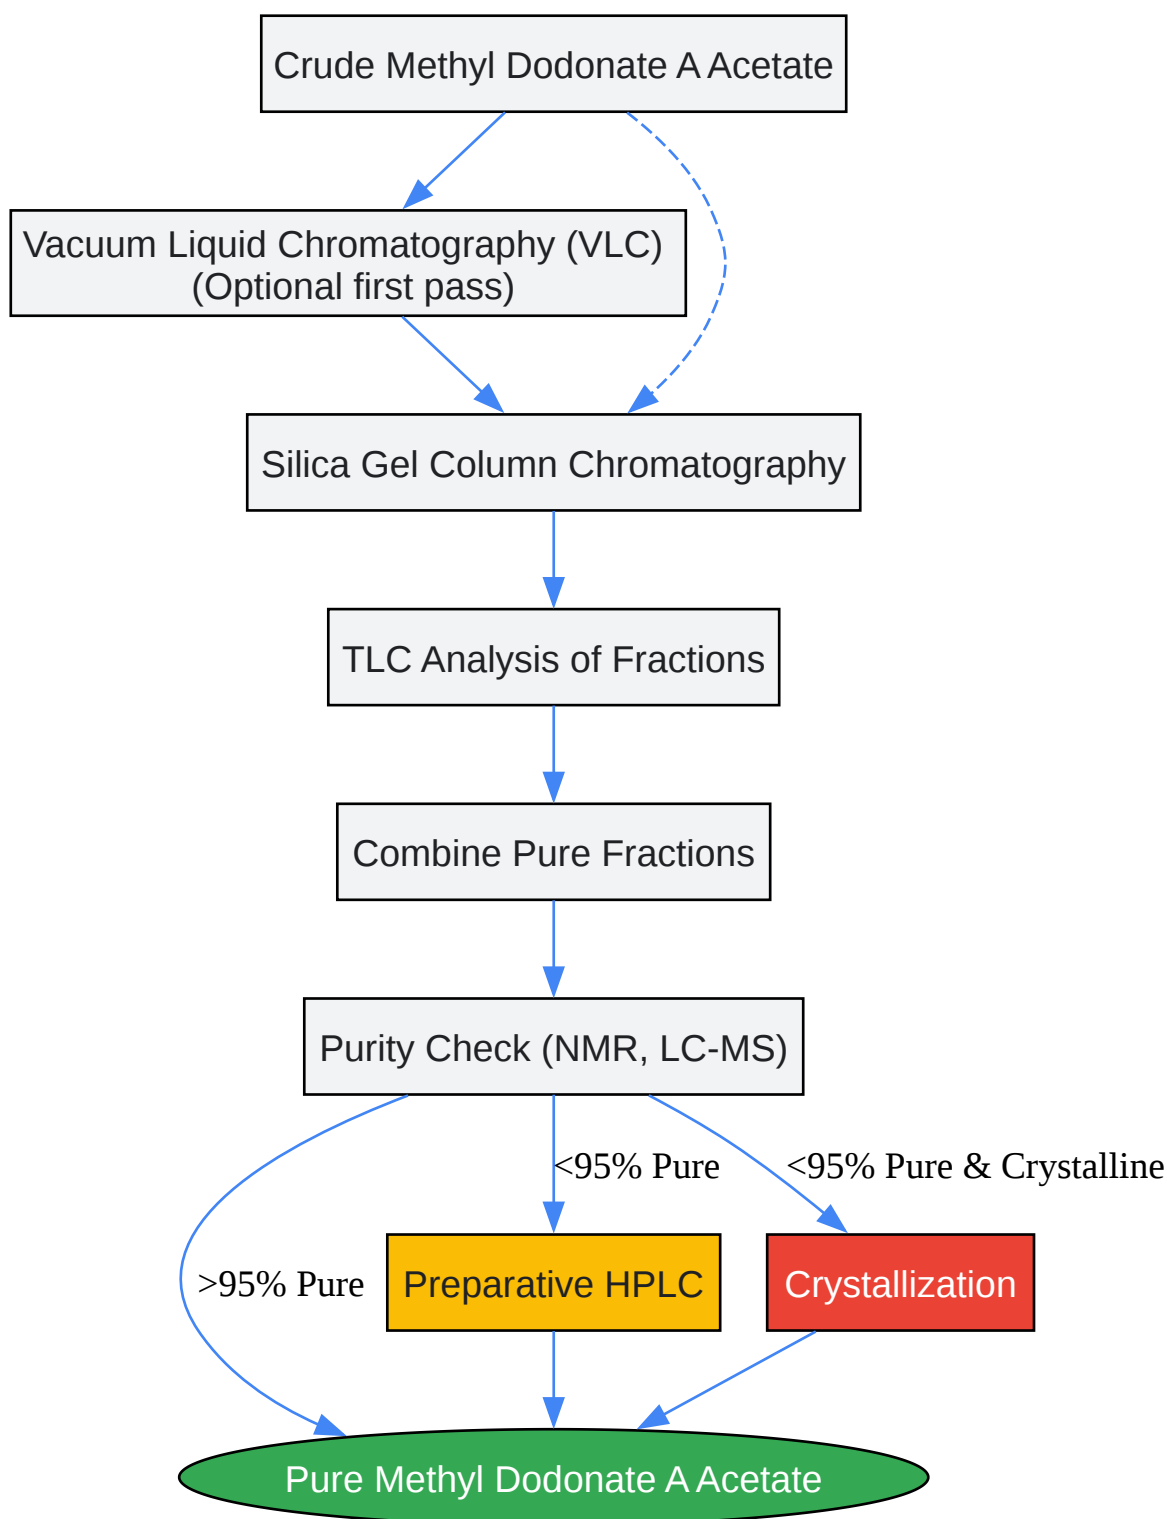 Crude Methyl Dodonate A Acetate
Vacuum Liquid Chromatography (VLC)
(Optional first pass)
Silica Gel Column Chromatography
TLC Analysis of Fractions
Combine Pure Fractions
Purity Check (NMR, LC-MS)
<95% Pure
<95% Pure & Crystalline
>95% Pure
Preparative HPLC
Crystallization
Pure Methyl Dodonate A Acetate